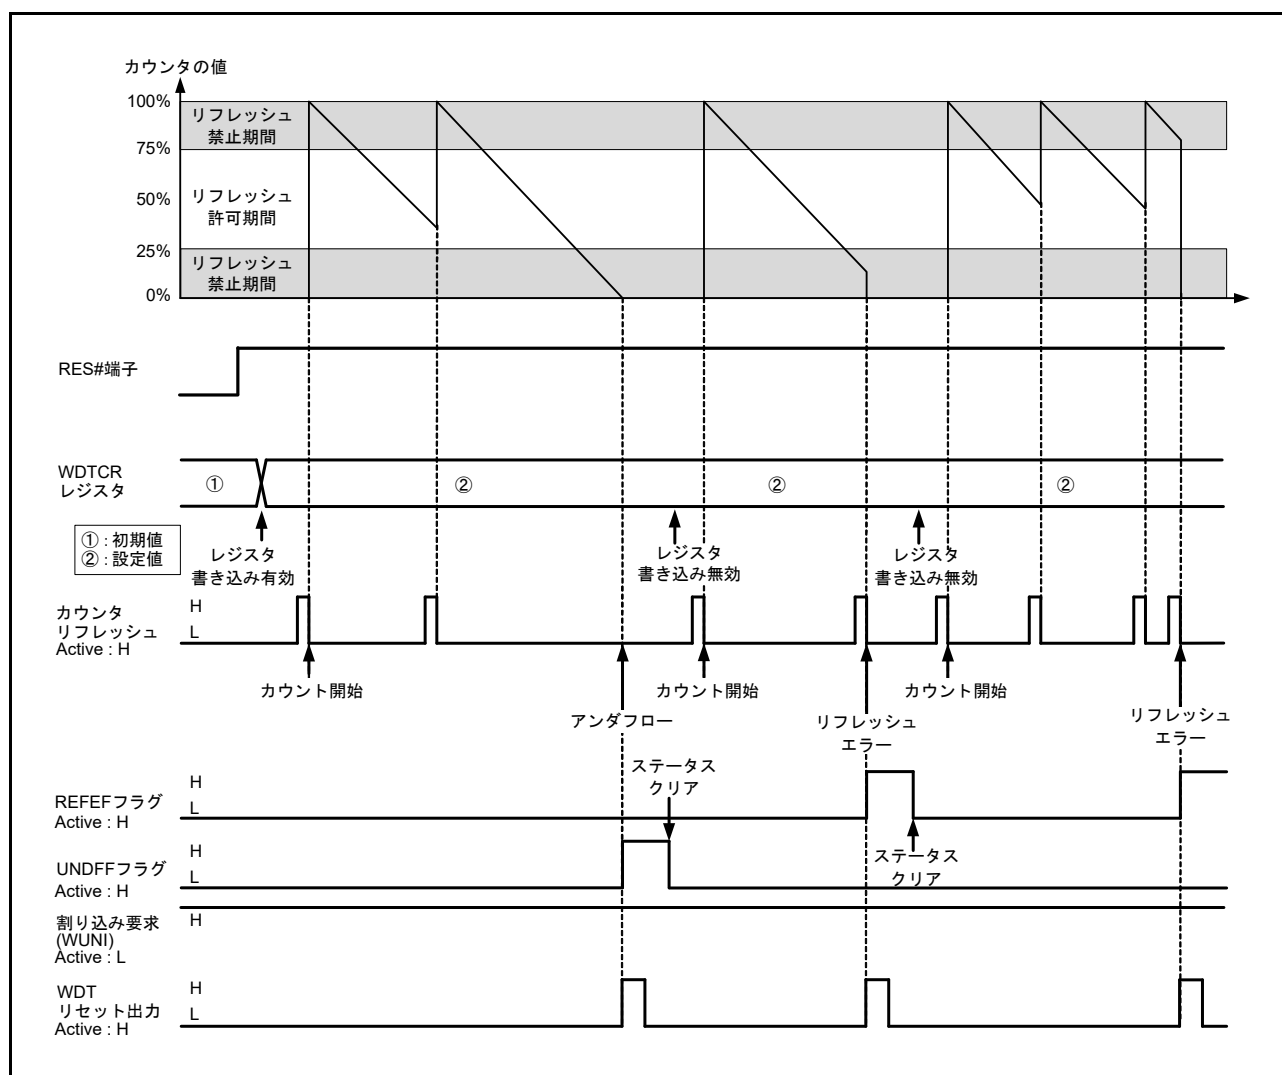 カウンタの値
100%
リフレッシュ
禁止期間
75%
50%
リフレッシュ
許可期間
25%
リフレッシュ
禁止期間
0%
RES#端子
WDTCR
レジスタ
①
②
②
②
① : 初期値
② : 設定値
レジスタ
書き込み有効
レジスタ
書き込み無効
レジスタ
書き込み無効
カウンタ
リフレッシュ
Active : H
H
L
カウント開始
カウント開始
カウント開始
アンダフロー
リフレッシュ
エラー
リフレッシュ
エラー
ステータス
クリア
REFEFフラグ
Active : H
H
L
ステータス
クリア
UNDFFフラグ
Active : H
H
L
割り込み要求
(WUNI)
Active : L
H
WDT
リセット出力
Active : H
H
L